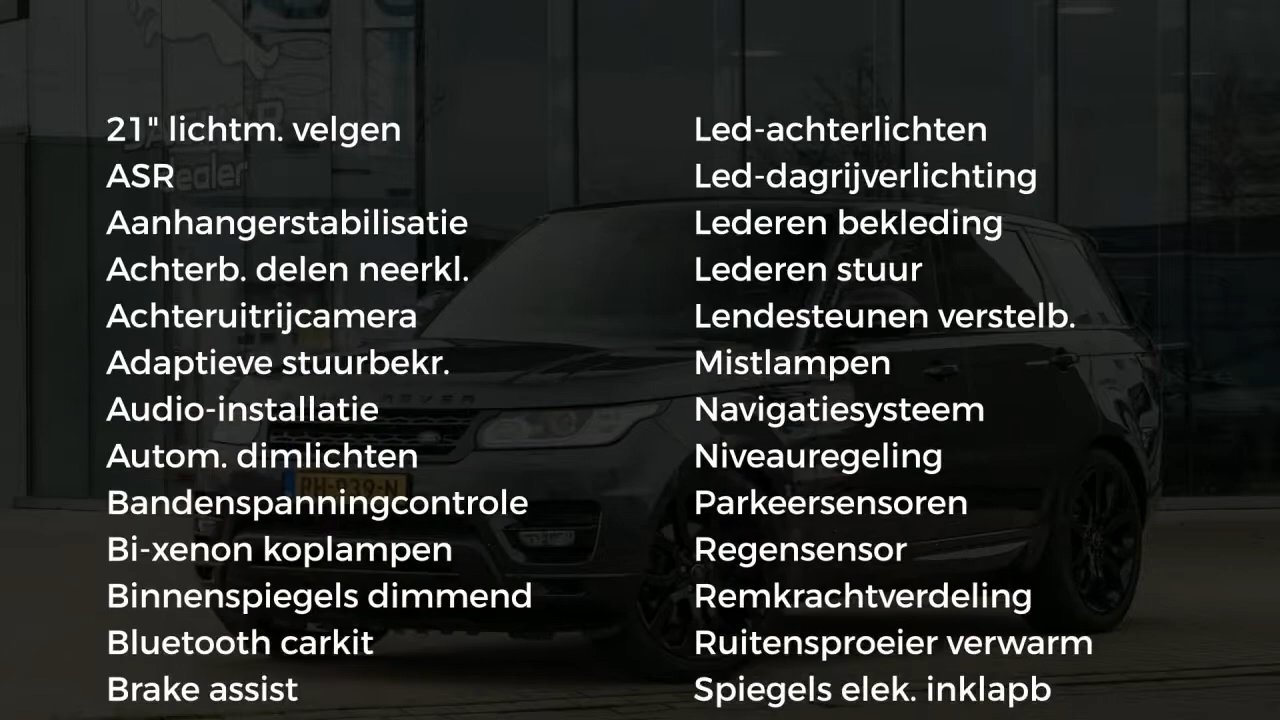 21" lichtm. velgen
ASR
Aanhangerstabilisatie
Achterb. delen neerkl.
Achteruitrijcamera
Adaptieve stuurbekr.
Audio-installatie
Autom. dimlichten
Bandenspanningcontrole
Bi-xenon koplampen
Binnenspiegels dimmend
Bluetooth carkit
Brake assist
Led-achterlichten
Led-dagrijverlichting
Lederen bekleding
Lederen stuur
Lendesteunen verstelb.
Mistlampen
Navigatiesysteem
Niveauregeling
Parkeersensoren
Regensensor
Remkrachtverdeling
Ruitensproeier verwarm
Spiegels elek. inklapb